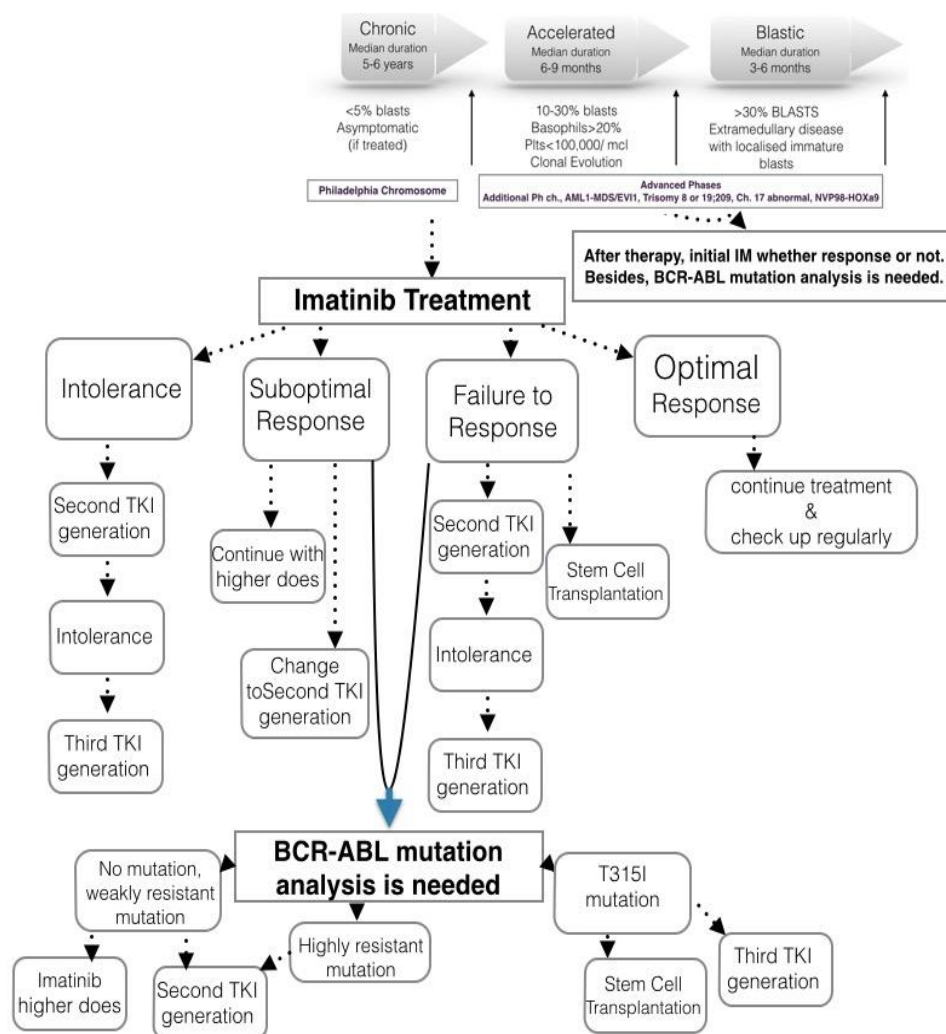 Chronic
Median duration
5-6 years
Accelerated
Median duration
6-9 months
Blastic
Median duration
3-6 months
<5% blasts
Asymptomatic
(if treated)
10-30% blasts
Basophils>20%
Plts<100,000/ mcl
Clonal Evolution
>30% BLASTS
Extramedullary disease
with localised immature
blasts
Philadelphia Chromosome
Advanced Phases
Additional Ph ch., AML1-MDS/EVI1, Trisomy 8 or 19;209, Ch. 17 abnormal, NVP98-HOXa9
After therapy, initial IM whether response or not.
Besides, BCR-ABL mutation analysis is needed.
Imatinib Treatment
Intolerance
Suboptimal
Response
Failure to
Response
Optimal
Response
Second TKI
generation
Continue with
higher does
Second TKI
generation
Stem Cell
Transplantation
continue treatment
&
check up regularly
Intolerance
Change
toSecond TKI
generation
Intolerance
Third TKI
generation
Third TKI
generation
BCR-ABL mutation
analysis is needed
No mutation,
weakly resistant
mutation
T315I
mutation
Highly resistant
mutation
Imatinib
higher does
Second TKI
generation
Stem Cell
Transplantation
Third TKI
generation